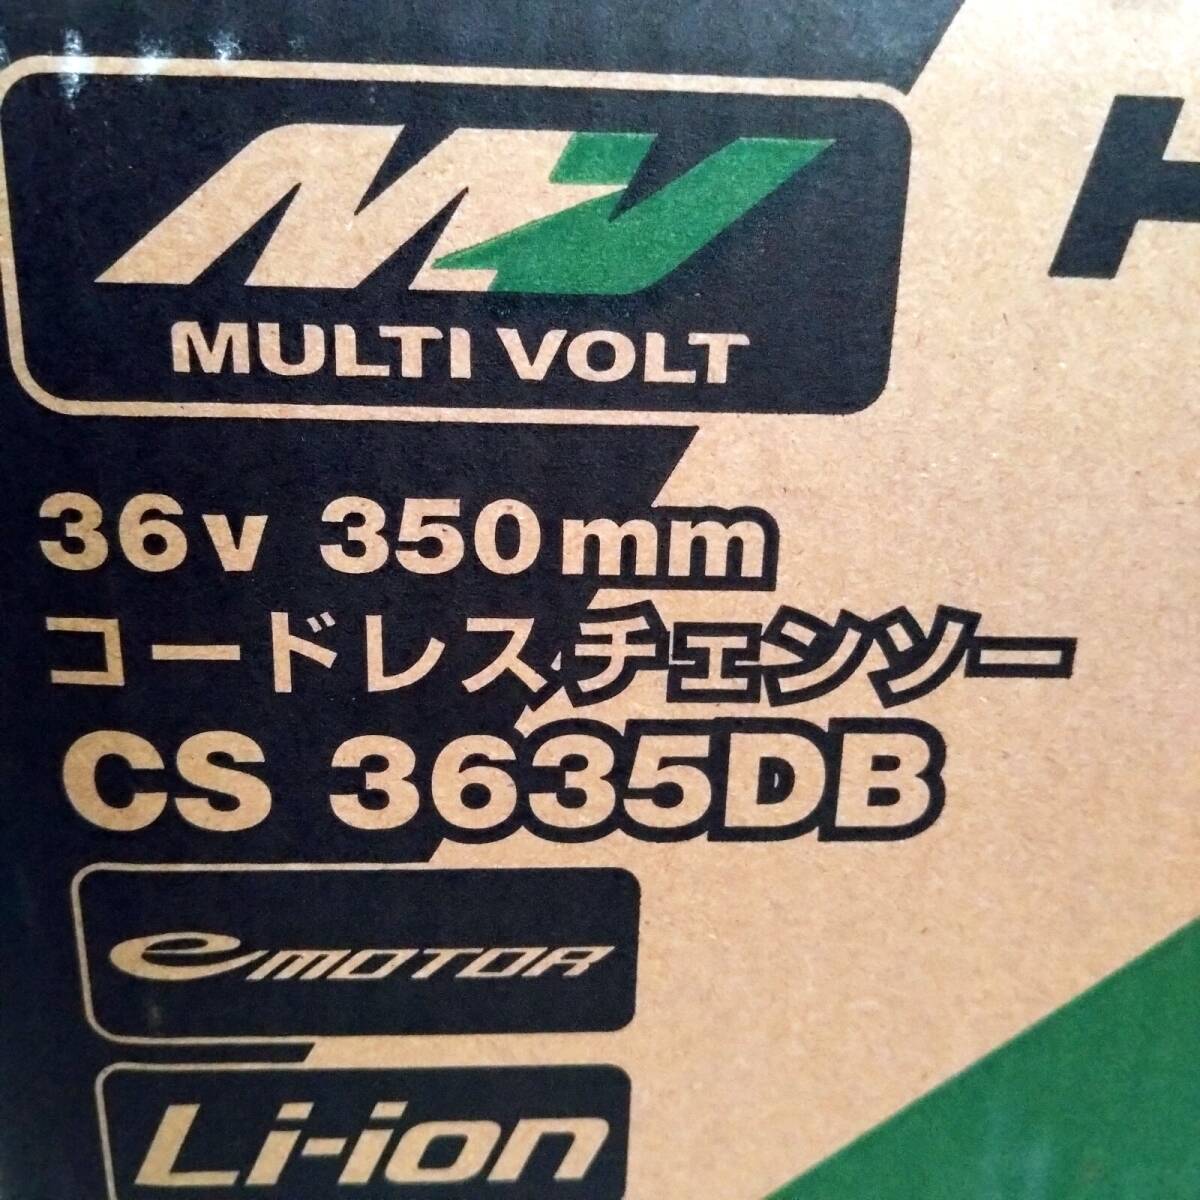 MV
MULTI VOLT
H
36v 350mm
コードレスチェンソー
CS 3635DB
eMOTOR
Li-ion